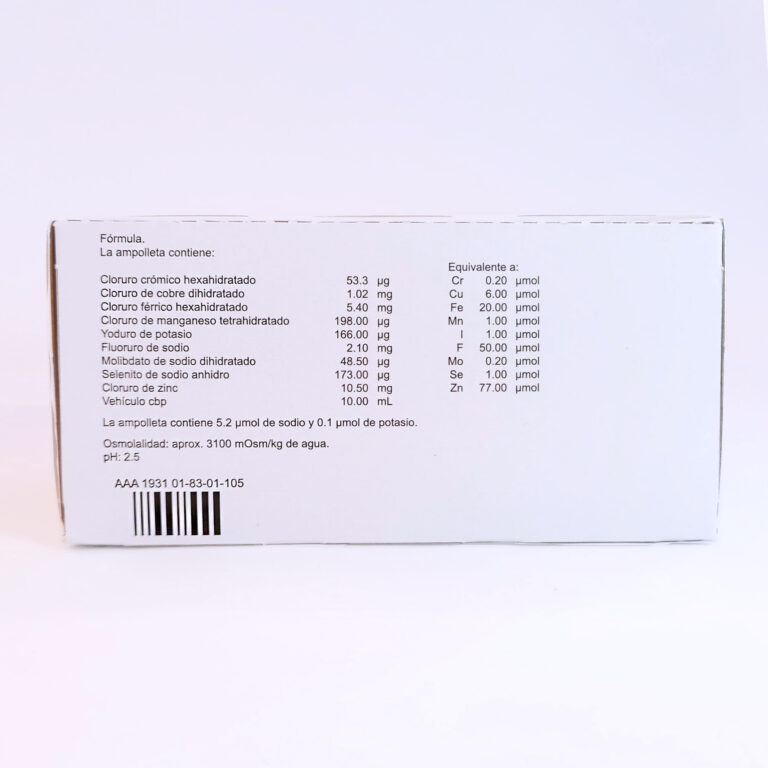 Fórmula.
La ampolleta contiene:
Equivalente a:
Cloruro crómico hexahidratado 53.3 µg Cr 0.20 µmol
Cloruro de cobre dihidratado 1.02 mg Cu 6.00 µmol
Cloruro férrico hexahidratado 5.40 mg Fe 20.00 µmol
Cloruro de manganeso tetrahidratado 198.00 µg Mn 1.00 µmol
Yoduro de potasio 166.00 µg I 1.00 µmol
Fluoruro de sodio 2.10 mg F 50.00 µmol
Molibdato de sodio dihidratado 48.50 µg Mo 0.20 µmol
Selenito de sodio anhidro 173.00 µg Se 1.00 µmol
Cloruro de zinc 10.50 mg Zn 77.00 µmol
Vehículo cbp 10.00 mL
La ampolleta contiene 5.2 µmol de sodio y 0.1 µmol de potasio.
Osmolalidad: aprox. 3100 mOsm/kg de agua.
pH: 2.5
AAA 1931 01-83-01-105